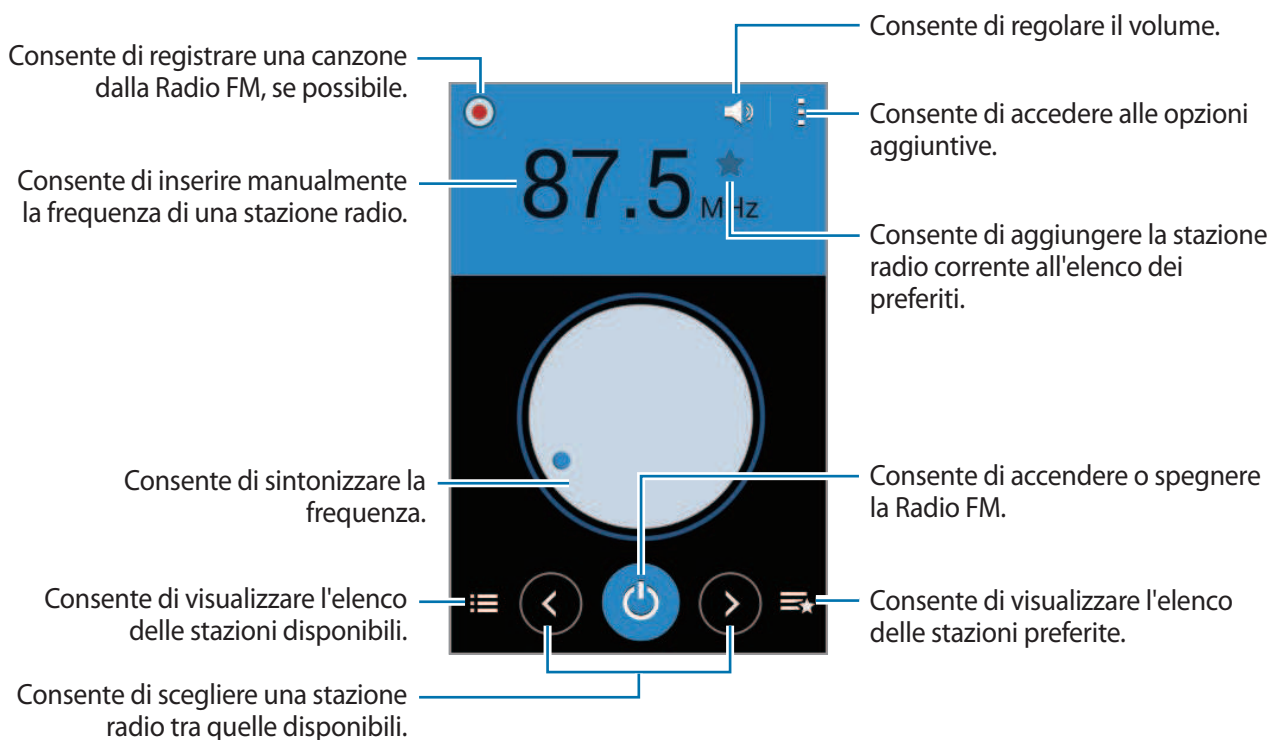 Consente di regolare il volume.
Consente di registrare una canzone
dalla Radio FM, se possibile.
Consente di accedere alle opzioni
aggiuntive.
Consente di inserire manualmente
la frequenza di una stazione radio.
87.5 MHz
Consente di aggiungere la stazione
radio corrente all'elenco dei
preferiti.
Consente di sintonizzare la
frequenza.
Consente di accendere o spegnere
la Radio FM.
Consente di visualizzare l'elenco
delle stazioni disponibili.
Consente di visualizzare l'elenco
delle stazioni preferite.
Consente di scegliere una stazione
radio tra quelle disponibili.